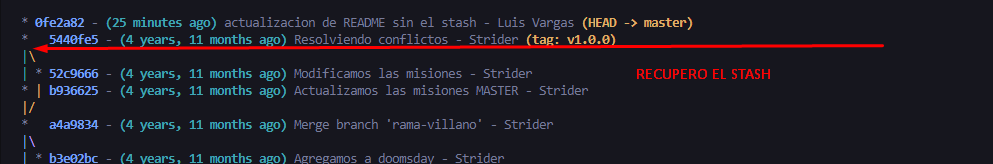 * 0fe2a82 - (25 minutes ago) actualizacion de README sin el stash - Luis Vargas (HEAD -> master)
*   5440fe5 - (4 years, 11 months ago) Resolviendo conflictos - Strider (tag: v1.0.0)
|\
| * 52c9666 - (4 years, 11 months ago) Modificamos las misiones - Strider
RECUPERO EL STASH
* | b936625 - (4 years, 11 months ago) Actualizamos las misiones MASTER - Strider
|/
*   a4a9834 - (4 years, 11 months ago) Merge branch 'rama-villano' - Strider
|\
| * b3e02bc - (4 years, 11 months ago) Agregamos a doomsday - Strider